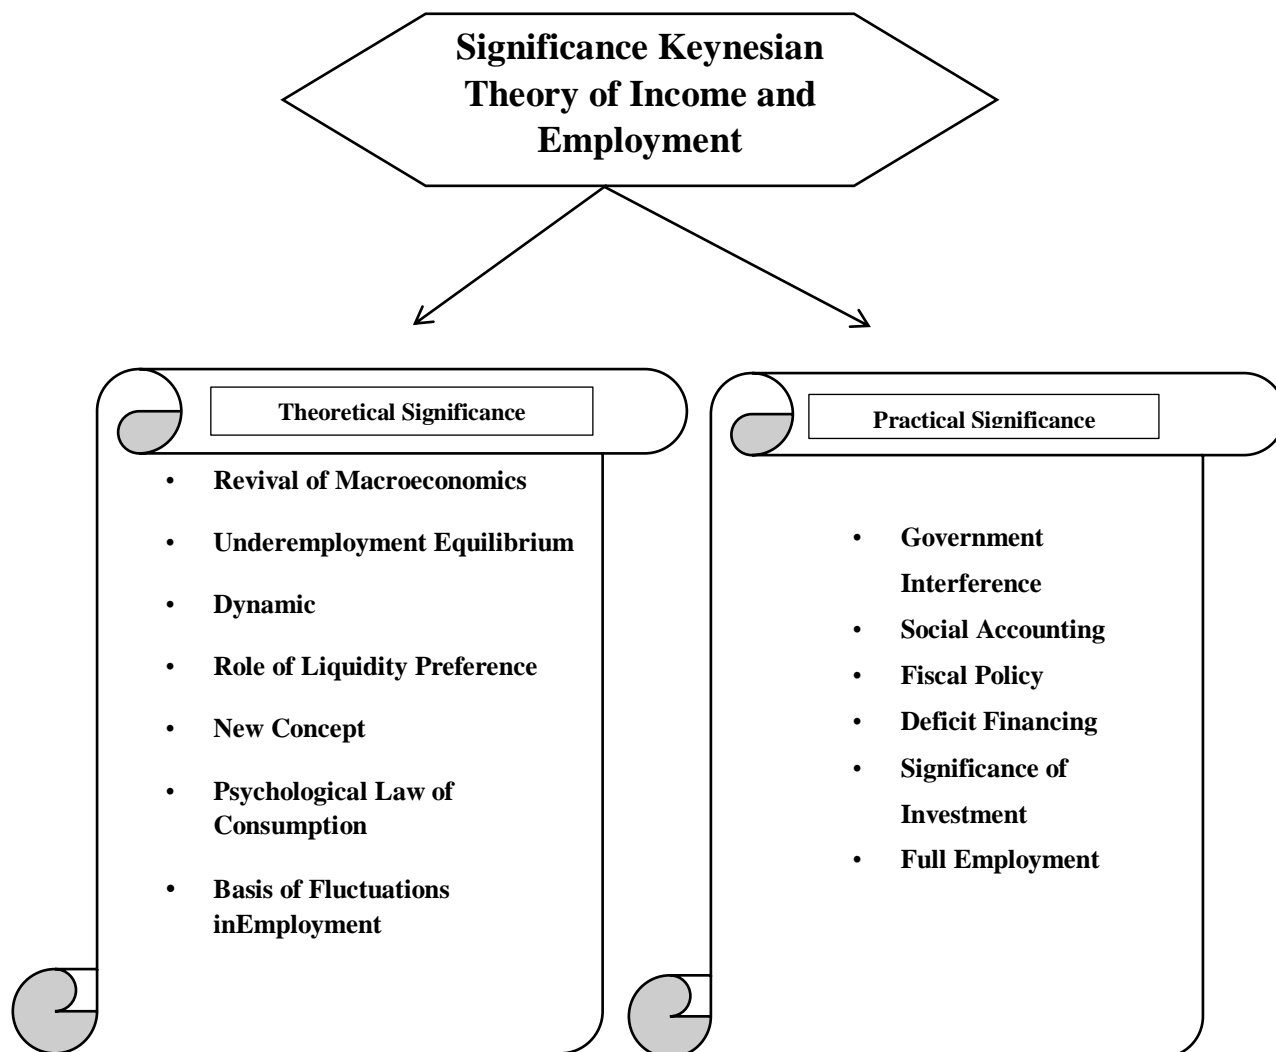 Significance Keynesian
Theory of Income and
Employment
Theoretical Significance
• Revival of Macroeconomics
• Underemployment Equilibrium
• Dynamic
• Role of Liquidity Preference
• New Concept
• Psychological Law of
Consumption
• Basis of Fluctuations
inEmployment
Practical Significance
• Government
Interference
• Social Accounting
• Fiscal Policy
• Deficit Financing
• Significance of
Investment
• Full Employment